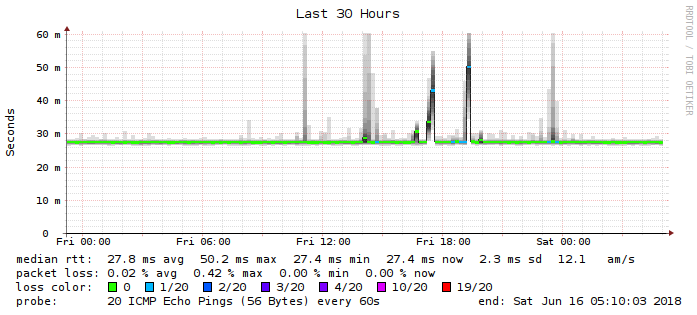 Last 30 Hours
RRDTOOL / TOBI OETIKER
Seconds
60 m
50 m
40 m
30 m
20 m
10 m
0
Fri 00:00 Fri 06:00 Fri 12:00 Fri 18:00 Sat 00:00
median rtt: 27.8 ms avg 50.2 ms max 27.4 ms min 27.4 ms now 2.3 ms sd 12.1 am/s
packet loss: 0.02 % avg 0.42 % max 0.00 % min 0.00 % now
loss color: 0 1/20 2/20 3/20 4/20 10/20 19/20
probe: 20 ICMP Echo Pings (56 Bytes) every 60s end: Sat Jun 16 05:10:03 2018